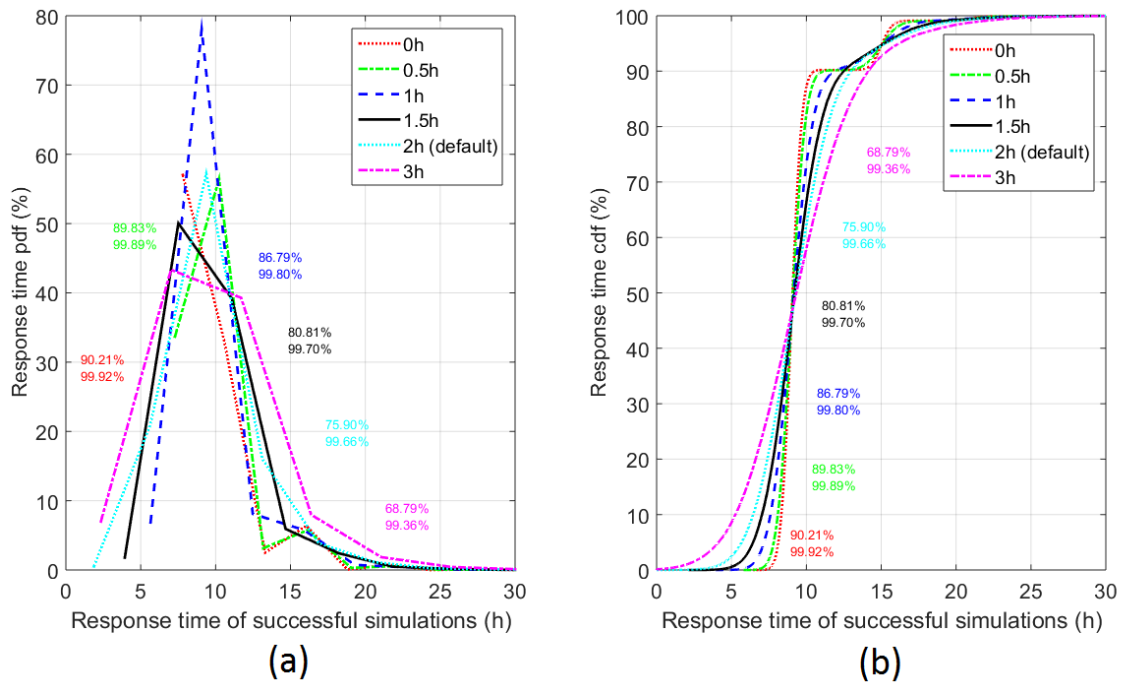 Response time pdf (%)
80
70
60
50
40
30
20
10
0
0h
0.5h
1h
1.5h
2h (default)
3h
89.83%
99.89%
86.79%
99.80%
80.81%
99.70%
90.21%
99.92%
75.90%
99.66%
68.79%
99.36%
0 5 10 15 20 25 30
Response time of successful simulations (h)
(a)
Response time cdf (%)
100
90
80
70
60
50
40
30
20
10
0
0h
0.5h
1h
1.5h
2h (default)
3h
68.79%
99.36%
75.90%
99.66%
80.81%
99.70%
86.79%
99.80%
89.83%
99.89%
90.21%
99.92%
0 5 10 15 20 25 30
Response time of successful simulations (h)
(b)